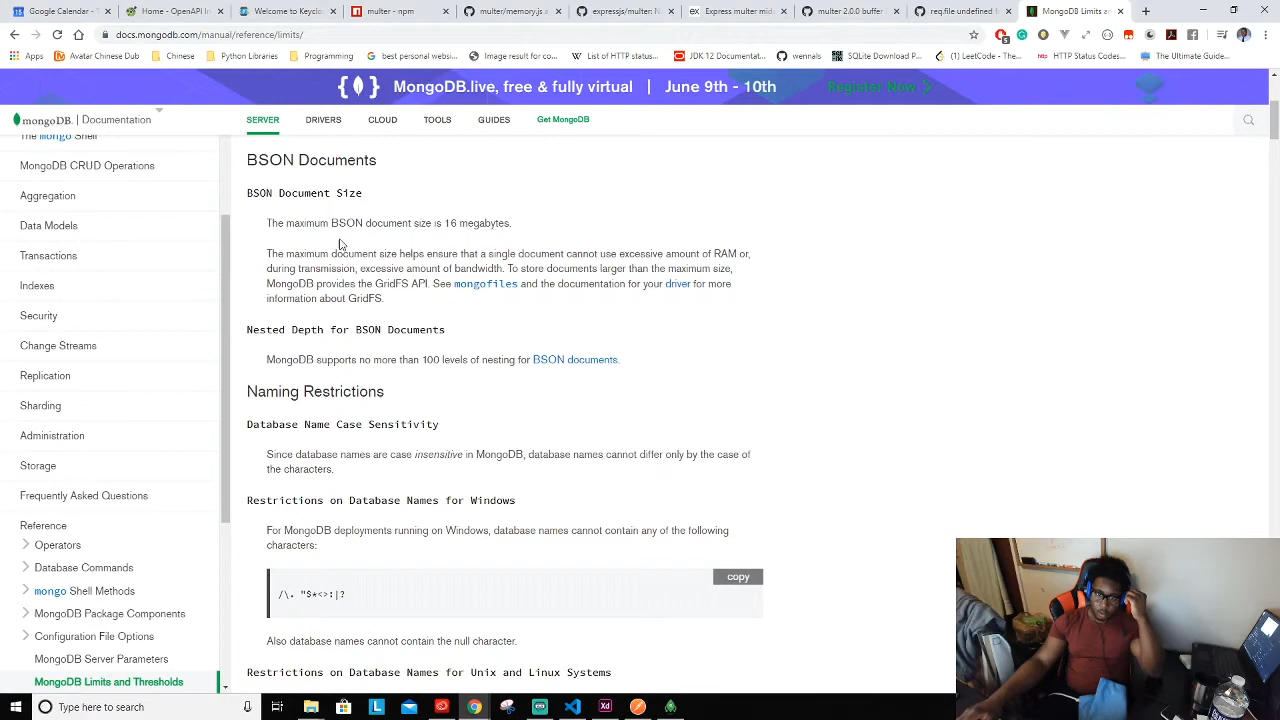 Google Calendar -
Home - OpenAPI In
Welcome to Knex
multer - npm
multer/memory.js a
expressjs/multer N
Express multer mid
multer 2.0.0 buffer
req.file undefined
MongoDB Limits an
docs.mongodb.com/manual/reference/limits/
Apps
Avatar Chinese Dub
Chinese
Python Libraries
Programming
best personal websi...
Image result for co...
List of HTTP status...
JDK 12 Documentat...
wennals
SQLite Download P...
(1) LeetCode - The...
http Status Codes...
The Ultimate Guide...
{ } MongoDB.live, free & fully virtual | June 9th - 10th
Register Now
mongoDB. | Documentation
SERVER
DRIVERS
CLOUD
TOOLS
GUIDES
Get MongoDB
The mongo Shell
MongoDB CRUD Operations
Aggregation
Data Models
Transactions
Indexes
Security
Change Streams
Replication
Sharding
Administration
Storage
Frequently Asked Questions
Reference
Operators
Database Commands
mongo Shell Methods
MongoDB Package Components
Configuration File Options
MongoDB Server Parameters
MongoDB Limits and Thresholds
BSON Documents
BSON Document Size
The maximum BSON document size is 16 megabytes.
The maximum document size helps ensure that a single document cannot use excessive amount of RAM or,
during transmission, excessive amount of bandwidth. To store documents larger than the maximum size,
MongoDB provides the GridFS API. See mongofiles and the documentation for your driver for more
information about GridFS.
Nested Depth for BSON Documents
MongoDB supports no more than 100 levels of nesting for BSON documents.
Naming Restrictions
Database Name Case Sensitivity
Since database names are case insensitive in MongoDB, database names cannot differ only by the case of
the characters.
Restrictions on Database Names for Windows
For MongoDB deployments running on Windows, database names cannot contain any of the following
characters:
copy
/\. "$*<>:|?
Also database names cannot contain the null character.
Restrictions on Database Names for Unix and Linux Systems
Type here to search